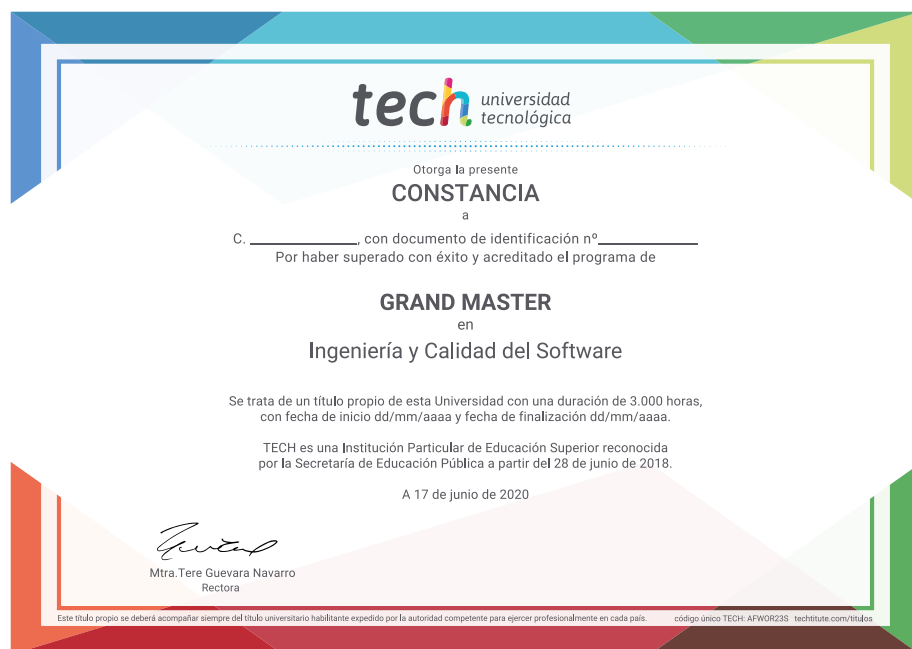 tech universidad
tecnológica
Otorga la presente
CONSTANCIA
a
C. ____________, con documento de identificación nº____________
Por haber superado con éxito y acreditado el programa de
GRAND MASTER
en
Ingeniería y Calidad del Software
Se trata de un título propio de esta Universidad con una duración de 3.000 horas,
con fecha de inicio dd/mm/aaaa y fecha de finalización dd/mm/aaaa.
TECH es una Institución Particular de Educación Superior reconocida
por la Secretaría de Educación Pública a partir del 28 de junio de 2018.
A 17 de junio de 2020
Mtra.Tere Guevara Navarro
Rectora
Este título propio se deberá acompañar siempre del título universitario habilitante expedido por la autoridad competente para ejercer profesionalmente en cada país. código único TECH: AFWOR23S techtitute.com/titulos